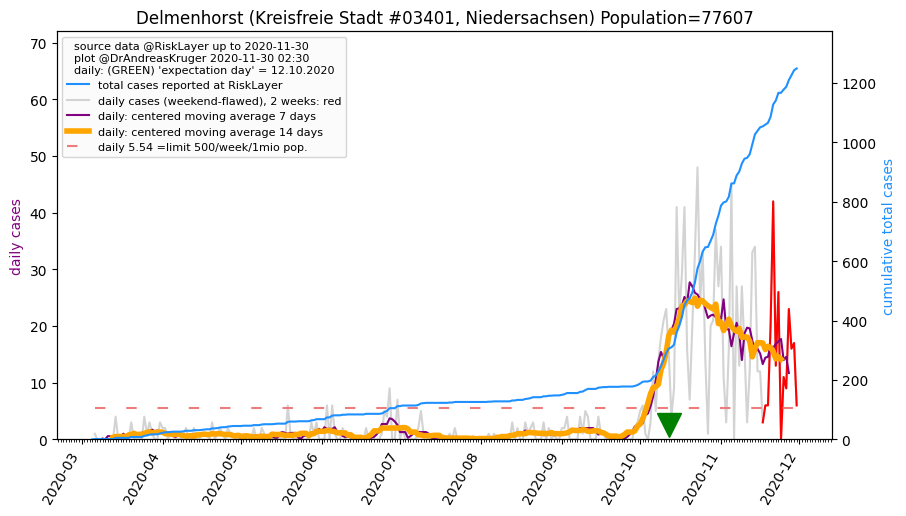 Delmenhorst (Kreisfreie Stadt #03401, Niedersachsen) Population=77607
source data @RiskLayer up to 2020-11-30
plot @DrAndreasKruger 2020-11-30 02:30
daily: (GREEN) 'expectation day' = 12.10.2020
total cases reported at RiskLayer
daily cases (weekend-flawed), 2 weeks: red
daily: centered moving average 7 days
daily: centered moving average 14 days
daily 5.54 =limit 500/week/1mio pop.
daily cases
70
60
50
40
30
20
10
0
cumulative total cases
1200
1000
800
600
400
200
0
2020-03
2020-04
2020-05
2020-06
2020-07
2020-08
2020-09
2020-10
2020-11
2020-12